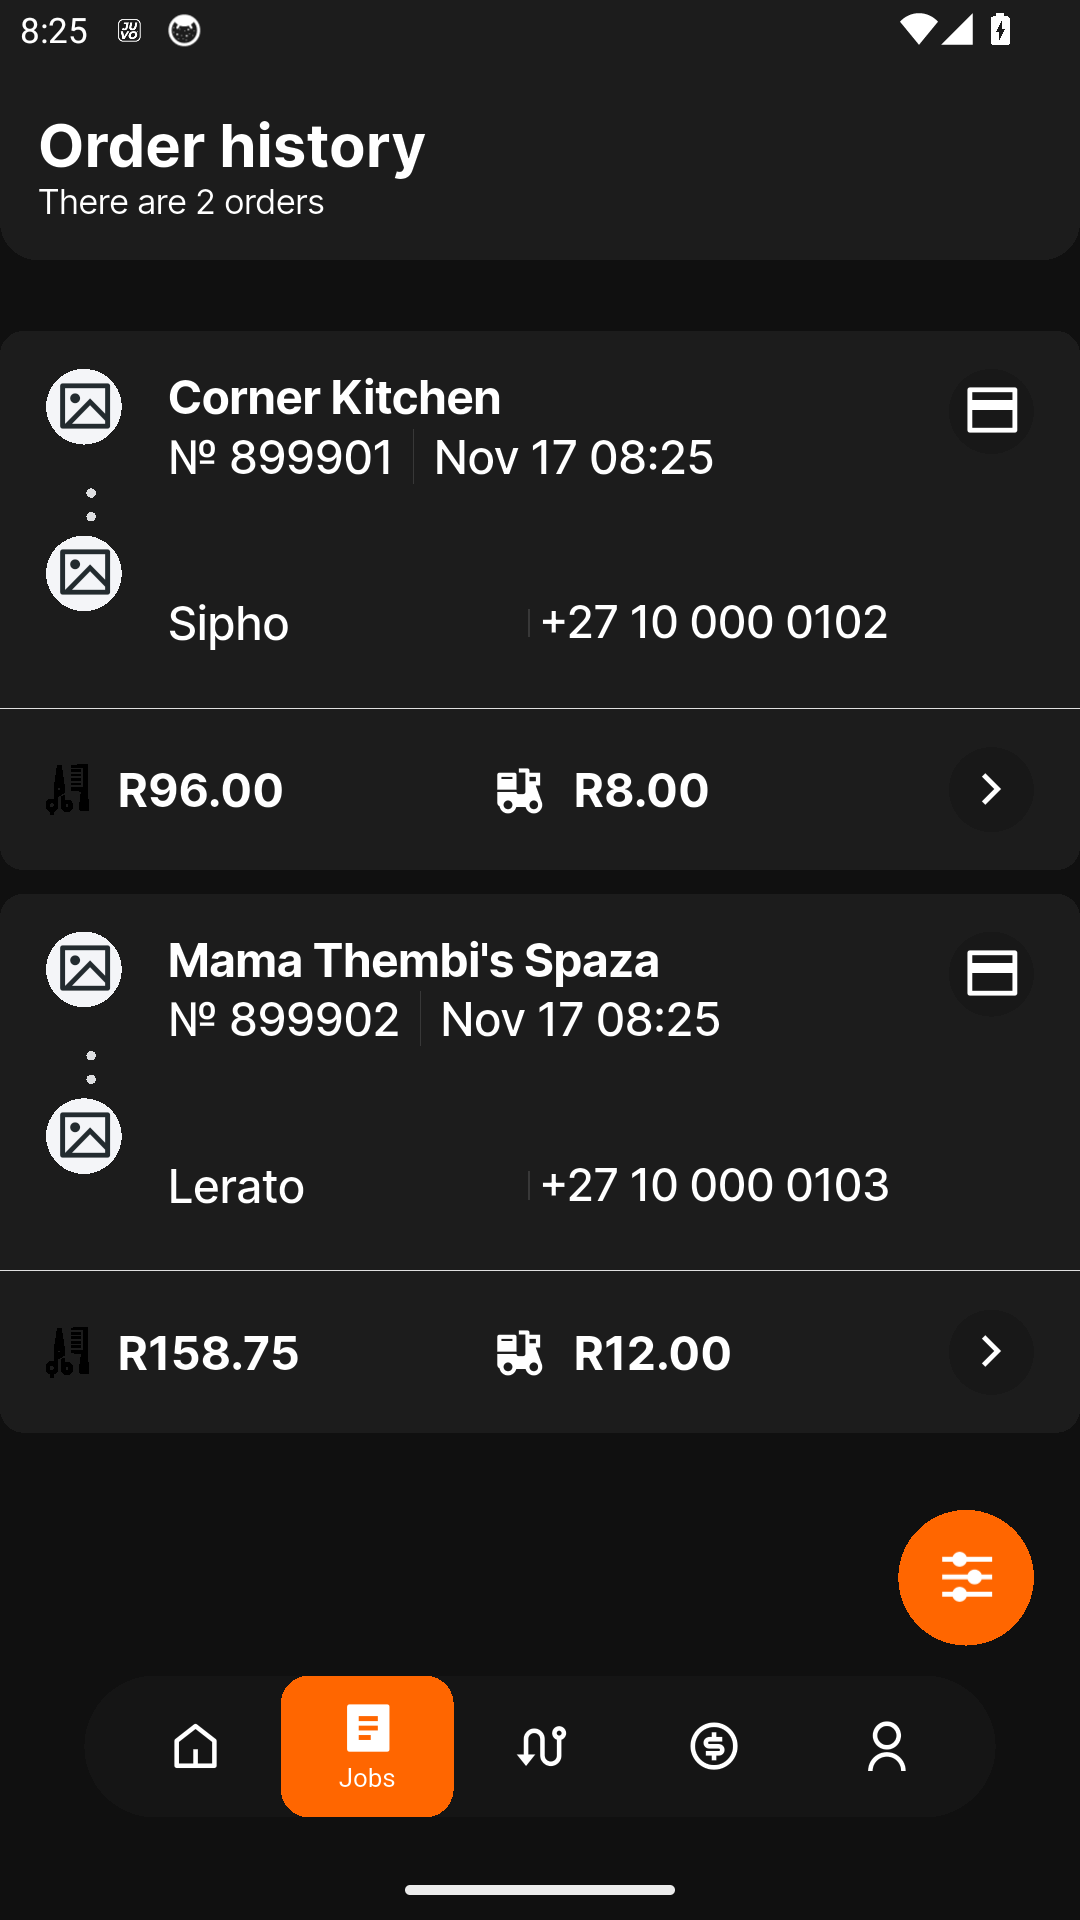 8:25
JUVO
Order history
There are 2 orders
Corner Kitchen
№ 899901 Nov 17 08:25
Sipho +27 10 000 0102
R96.00 R8.00
Mama Thembi's Spaza
№ 899902 Nov 17 08:25
Lerato +27 10 000 0103
R158.75 R12.00
Jobs